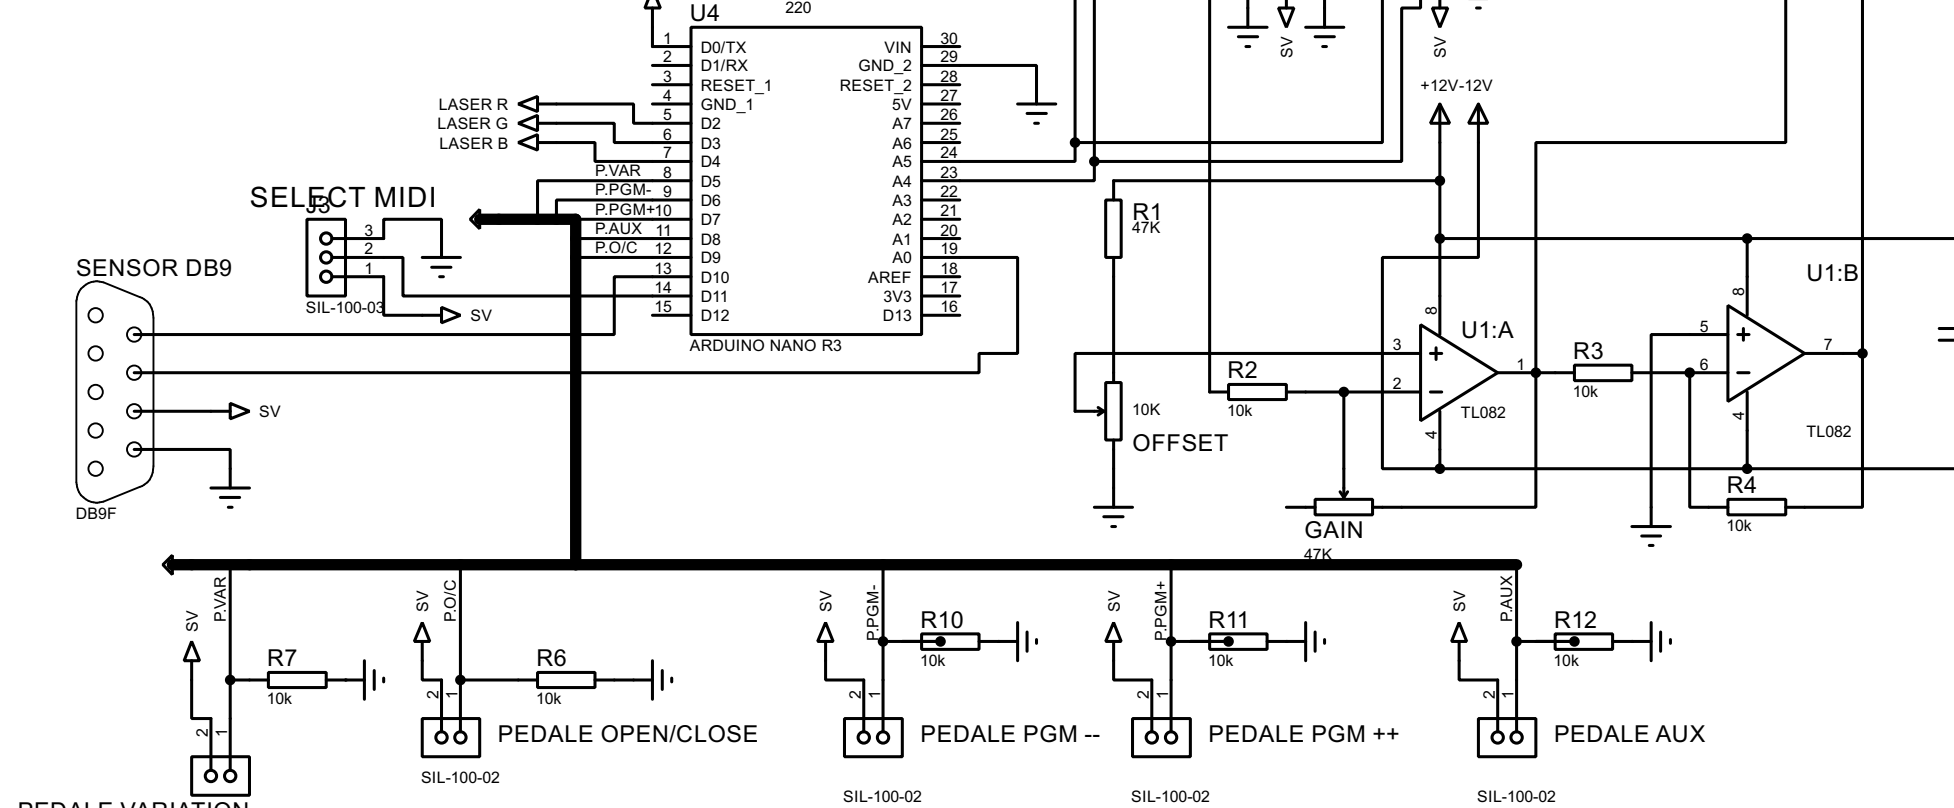 U4
220
1 D0/TX VIN 30
2 D1/RX GND_2 29
3 RESET_1 RESET_2 28
LASER R 4 GND_1 5V 27
LASER G 5 D2 A7 26
LASER B 6 D3 A6 25
7 D4 A5 24
P.VAR 8 D5 A4 23
P.PGM- 9 D6 A3 22
P.PGM+ 10 D7 A2 21
P.AUX 11 D8 A1 20
P.O/C 12 D9 A0 19
13 D10 AREF 18
14 D11 3V3 17
15 D12 D13 16
ARDUINO NANO R3
SELECT MIDI
J3
3
2
1
SIL-100-03
SV
SENSOR DB9
SV
DB9F
SV
SV
+12V-12V
R1
47K
10K
OFFSET
R2
10k
3
2
8
4
1
U1:A
TL082
GAIN
47K
R3
10k
U1:B
5
6
8
4
7
TL082
R4
10k
P.VAR
SV
R7
10k
2 1
PEDALE VARIATION
P.O/C
SV
R6
10k
2 1
PEDALE OPEN/CLOSE
SIL-100-02
P.PGM-
SV
R10
10k
2 1
PEDALE PGM --
SIL-100-02
P.PGM+
SV
R11
10k
2 1
PEDALE PGM ++
SIL-100-02
P.AUX
SV
R12
10k
2 1
PEDALE AUX
SIL-100-02